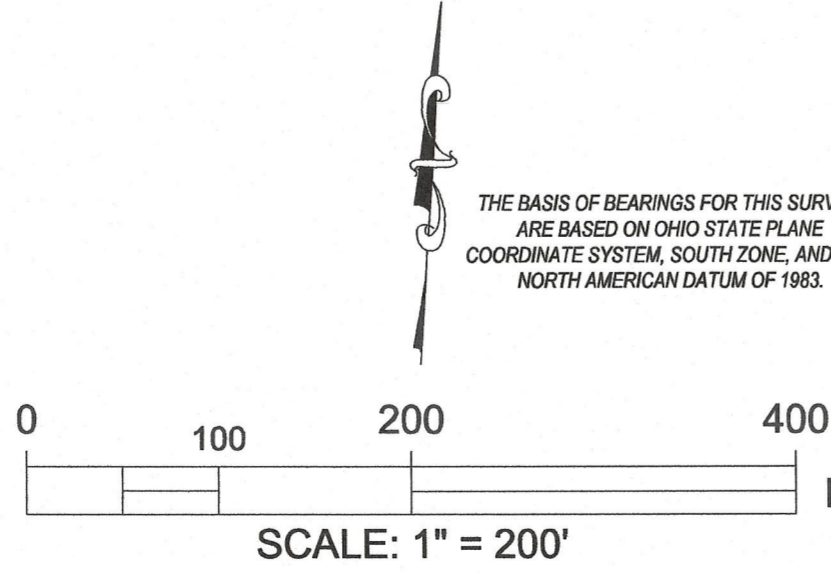 THE BASIS OF BEARINGS FOR THIS SURV
ARE BASED ON OHIO STATE PLANE
COORDINATE SYSTEM, SOUTH ZONE, AND
NORTH AMERICAN DATUM OF 1983.
0 100 200 400
SCALE: 1" = 200'